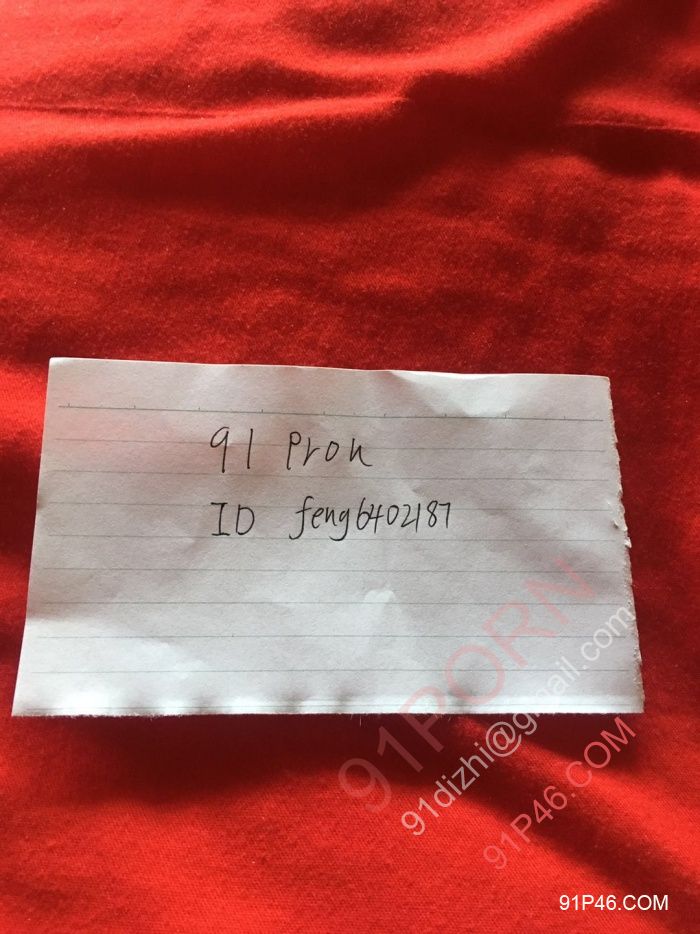 91 Pron
ID feng6402187
91PORN
91dizhi@gmail.com
91P46.COM
91P46.COM